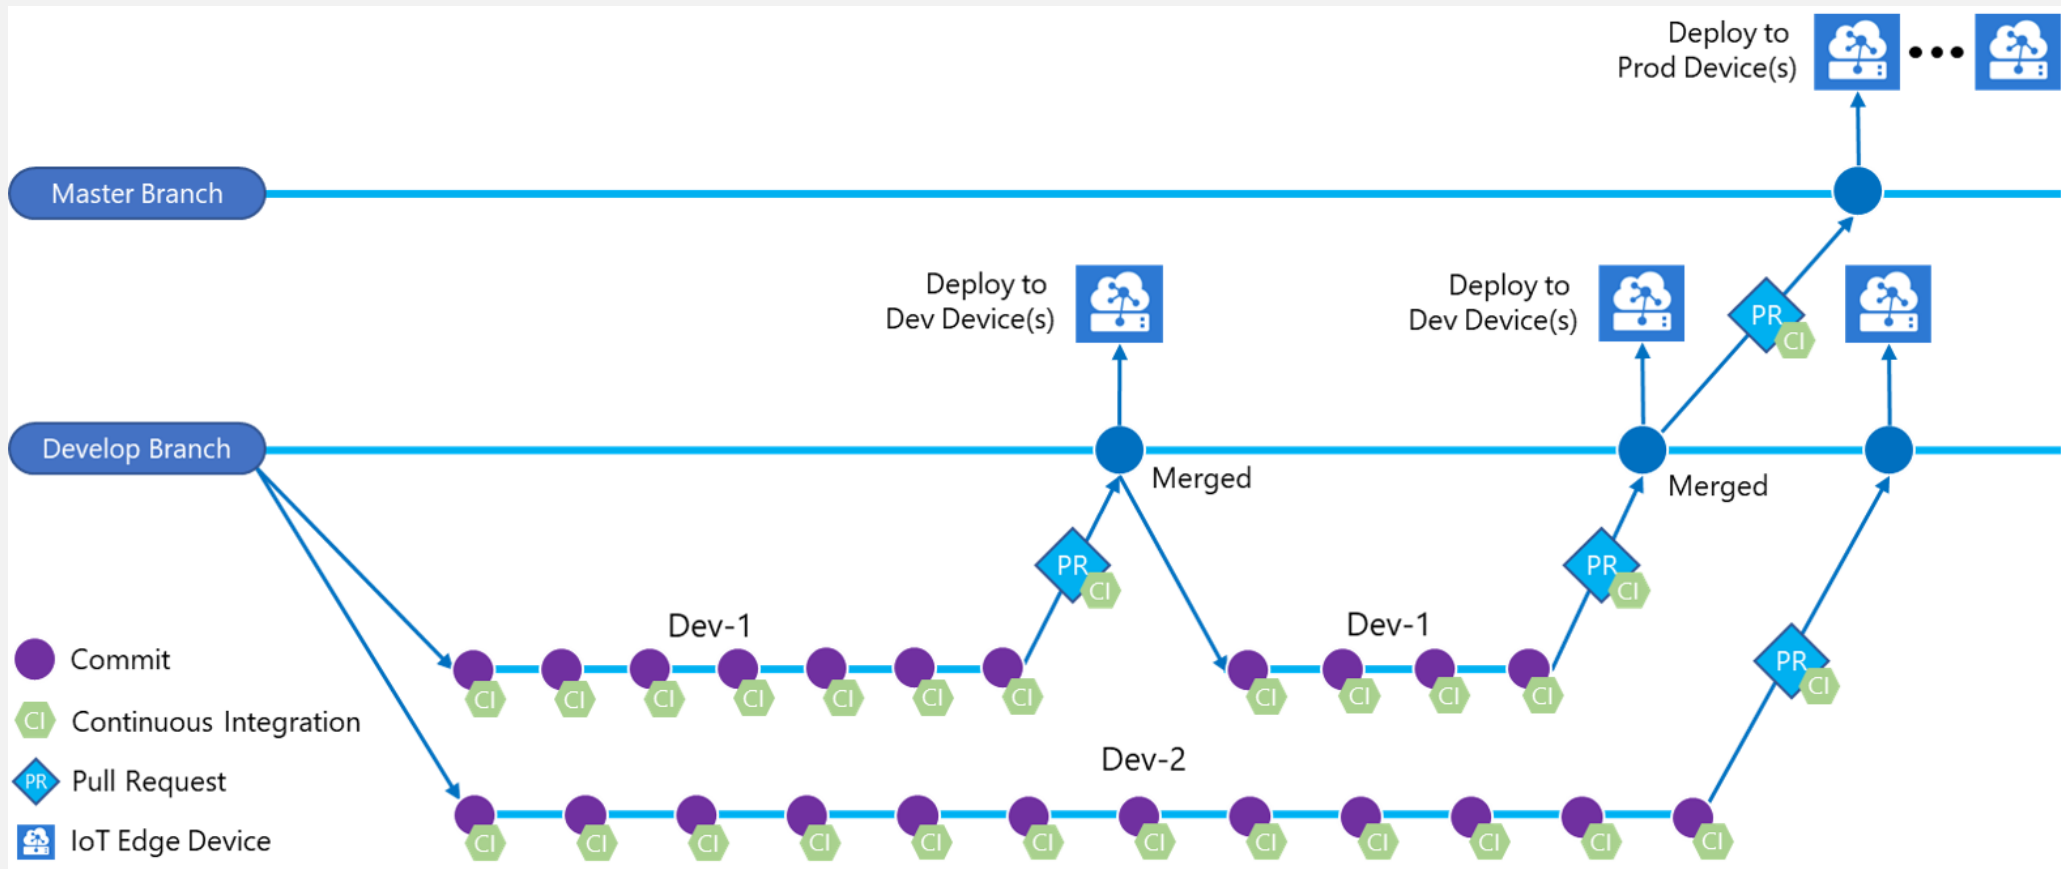 Deploy to
Prod Device(s)
Master Branch
Deploy to
Dev Device(s)
Deploy to
Dev Device(s)
PR
CI
Develop Branch
Merged
Merged
PR
CI
PR
CI
Dev-1
Dev-1
PR
CI
CI
CI
CI
CI
CI
CI
CI
CI
CI
CI
CI
Dev-2
CI
CI
CI
CI
CI
CI
CI
CI
CI
CI
CI
CI
Commit
CI Continuous Integration
PR Pull Request
IoT Edge Device